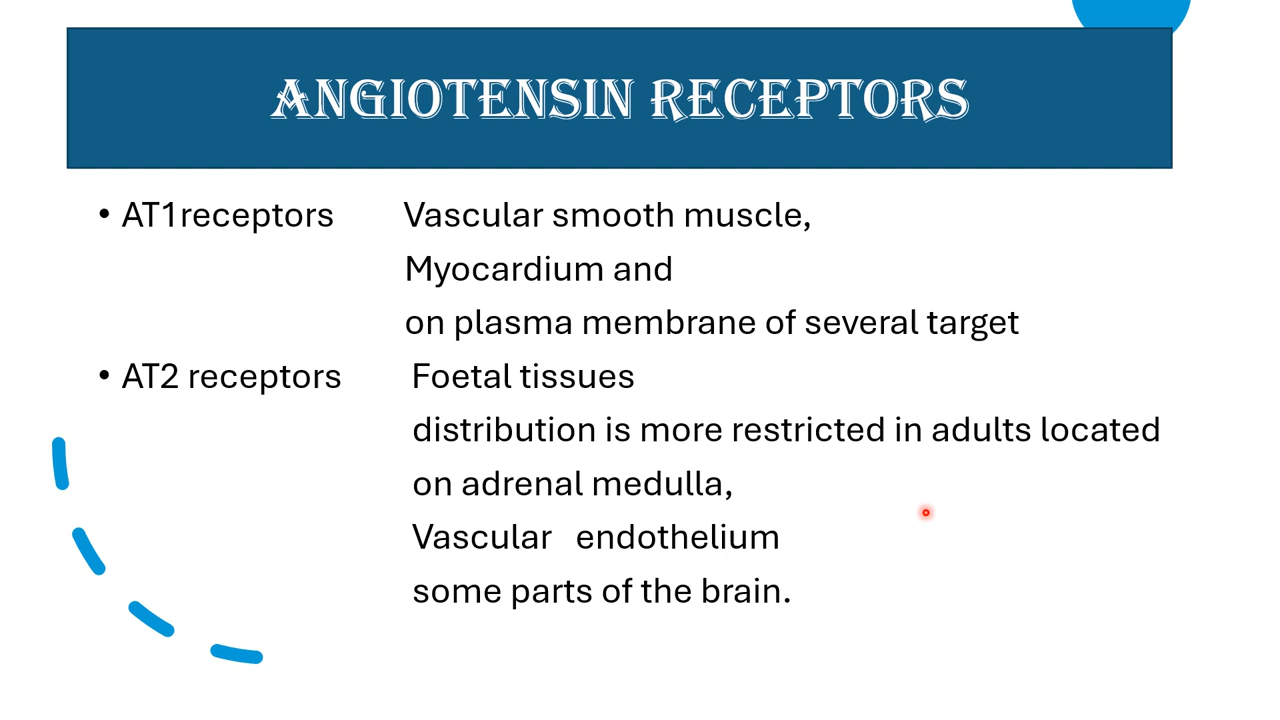 ANGIOTENSIN RECEPTORS
• AT1receptors Vascular smooth muscle,
Myocardium and
on plasma membrane of several target
• AT2 receptors Foetal tissues
distribution is more restricted in adults located
on adrenal medulla,
Vascular endothelium
some parts of the brain.